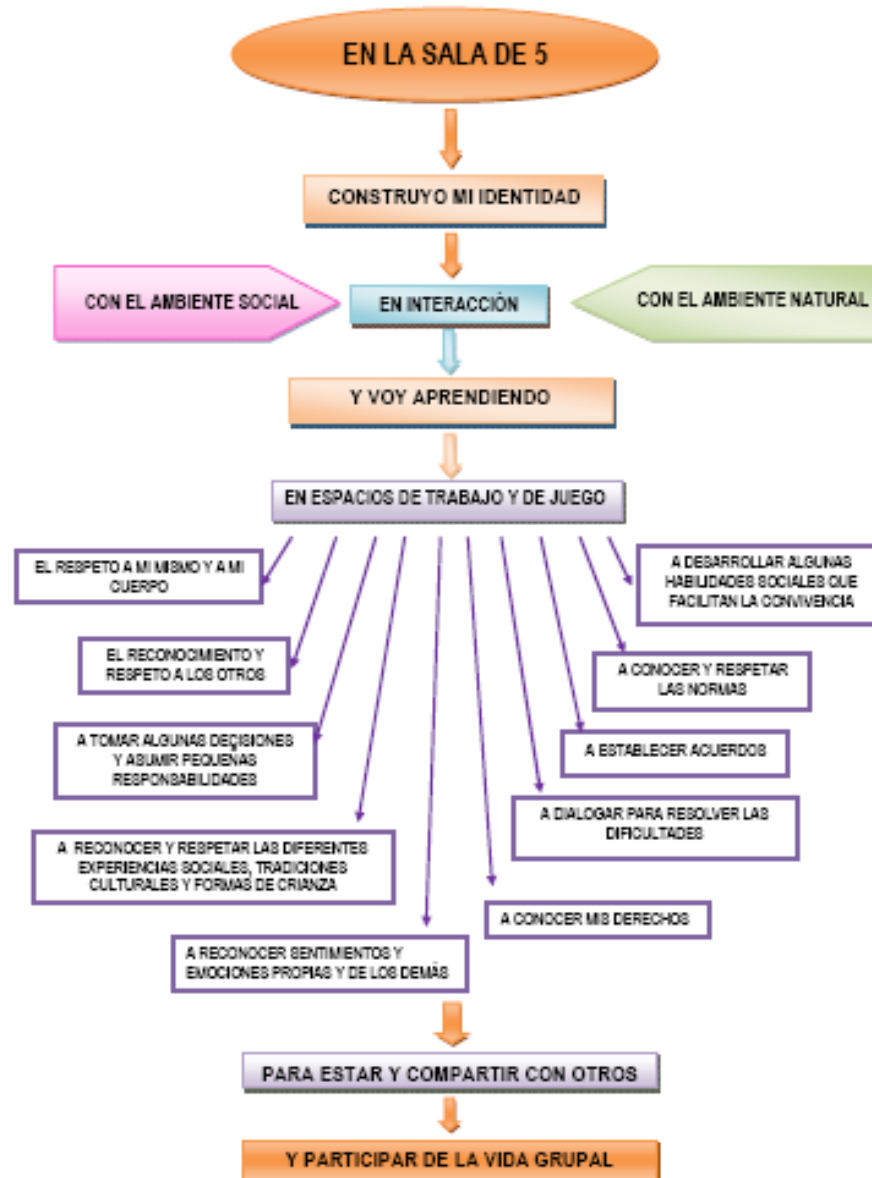 EN LA SALA DE 5
CONSTRUYO MI IDENTIDAD
CON EL AMBIENTE SOCIAL
EN INTERACCIÓN
CON EL AMBIENTE NATURAL
Y VOY APRENDIENDO
EN ESPACIOS DE TRABAJO Y DE JUEGO
EL RESPETO A MI MISMO Y A MI
CUERPO
A DESARROLLAR ALGUNAS
HABILIDADES SOCIALES QUE
FACILITAN LA CONVIVENCIA
EL RECONOCIMIENTO Y
RESPETO A LOS OTROS
A CONOCER Y RESPETAR
LAS NORMAS
A TOMAR ALGUNAS DECISIONES
Y ASUMIR PEQUEÑAS
RESPONSABILIDADES
A ESTABLECER ACUERDOS
A DIALOGAR PARA RESOLVER LAS
DIFICULTADES
A RECONOCER Y RESPETAR LAS DIFERENTES
EXPERIENCIAS SOCIALES, TRADICIONES
CULTURALES Y FORMAS DE CRIANZA
A CONOCER MIS DERECHOS
A RECONOCER SENTIMIENTOS Y
EMOCIONES PROPIAS Y DE LOS DEMÁS
PARA ESTAR Y COMPARTIR CON OTROS
Y PARTICIPAR DE LA VIDA GRUPAL